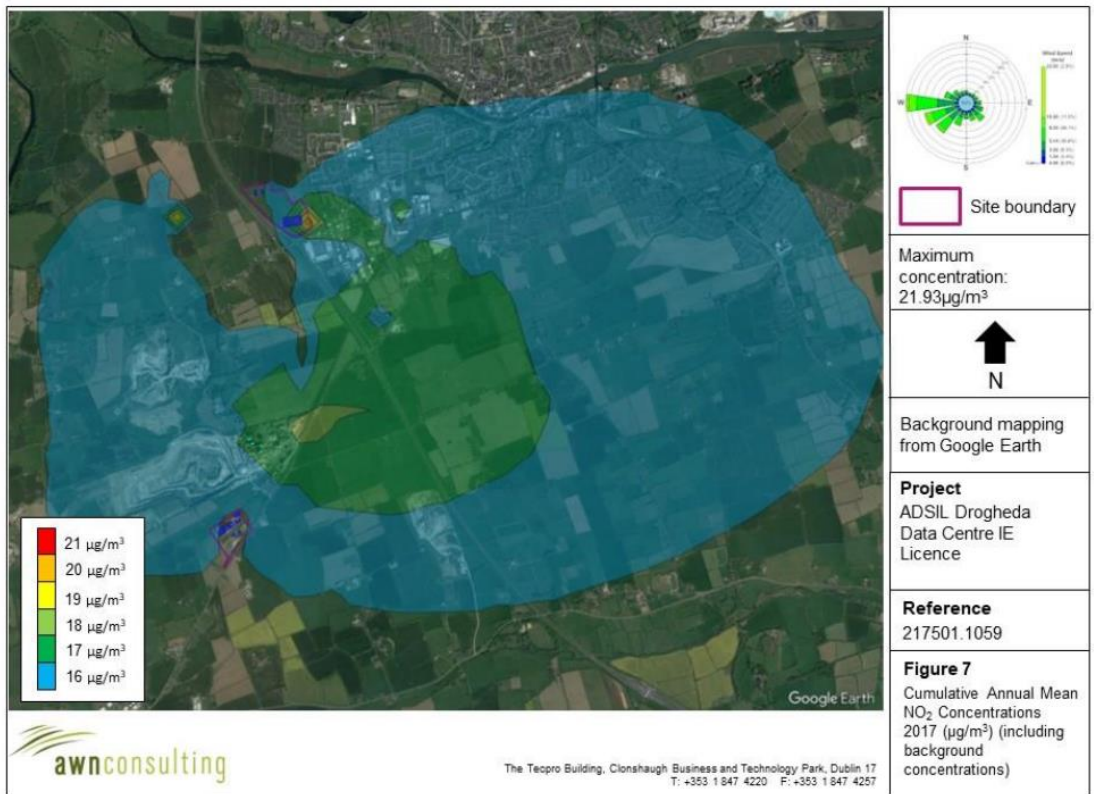 N
W
E
S
Site boundary
Maximum
concentration:
21.93µg/m³
N
Background mapping
from Google Earth
Project
ADSIL Drogheda
Data Centre IE
Licence
Reference
217501.1059
Figure 7
Cumulative Annual Mean
NO₂ Concentrations
2017 (µg/m³) (including
background
concentrations)
21 µg/m³
20 µg/m³
19 µg/m³
18 µg/m³
17 µg/m³
16 µg/m³
Google Earth
awnconsulting
The Tecpro Building, Clonshaugh Business and Technology Park, Dublin 17
T: +353 1 847 4220 F: +353 1 847 4257